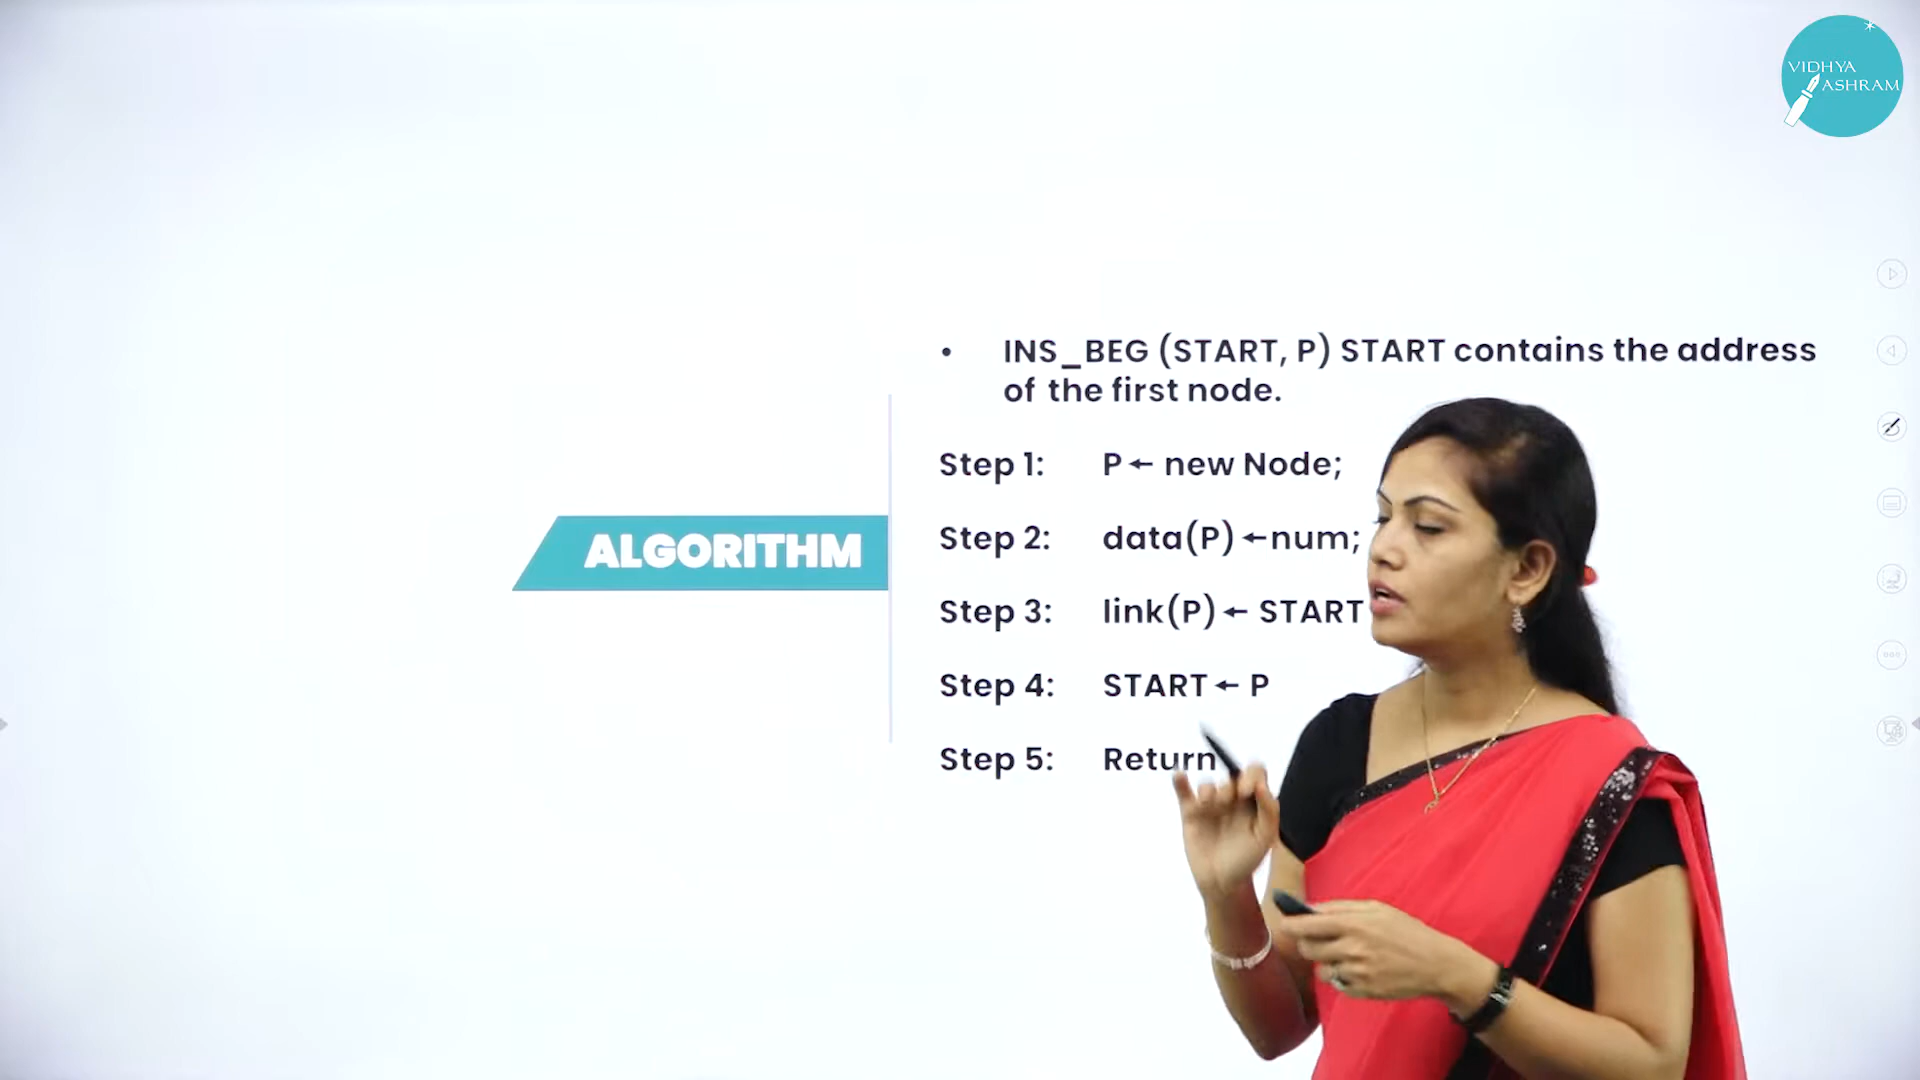 VIDHYA
ASHRAM
• INS_BEG (START, P) START contains the address
of the first node.
Step 1: P ← new Node;
Step 2: data(P) ←num;
ALGORITHM
Step 3: link(P) ← START
Step 4: START ← P
Step 5: Return